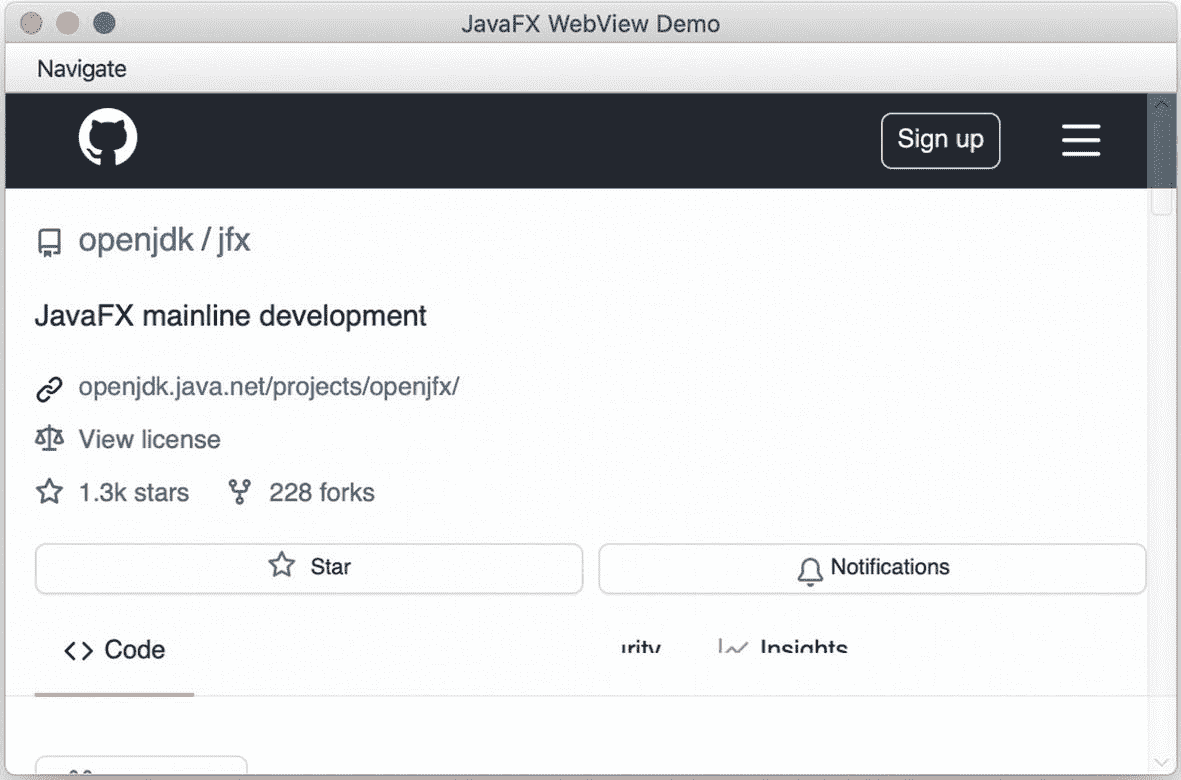 JavaFX WebView Demo
Navigate
Sign up
openjdk / jfx
JavaFX mainline development
openjdk.java.net/projects/openjfx/
View license
1.3k stars 228 forks
Star Notifications
Code urity Insights